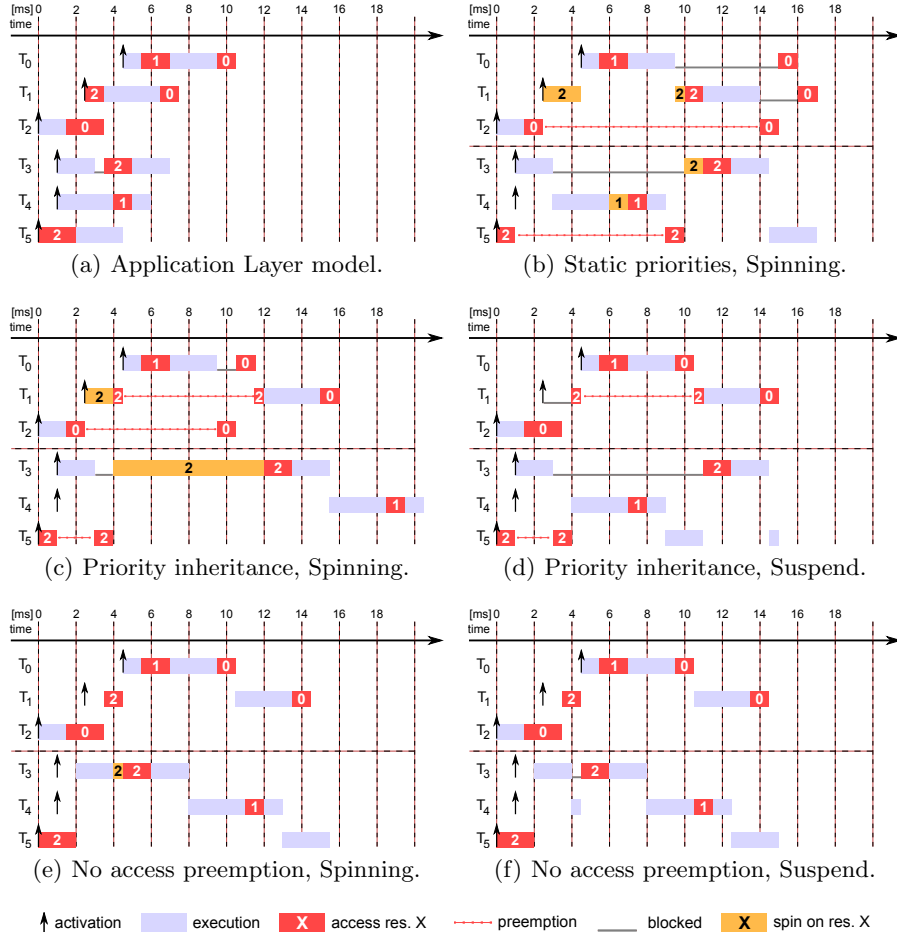 [ms] 0 2 4 6 8 10 12 14 16 18
time
T0 1 0
T1 2 0
T2 0
T3 2
T4 1
T5 2
(a) Application Layer model.
[ms] 0 2 4 6 8 10 12 14 16 18
time
T0 1 0
T1 2 2 2 0
T2 0 0
T3 2 2
T4 1 1
T5 2 2
(b) Static priorities, Spinning.
[ms] 0 2 4 6 8 10 12 14 16 18
time
T0 1 0
T1 2 2 2 0
T2 0 0
T3 2 2
T4 1
T5 2 2
(c) Priority inheritance, Spinning.
[ms] 0 2 4 6 8 10 12 14 16 18
time
T0 1 0
T1 2 2 0
T2 0
T3 2
T4 1
T5 2 2
(d) Priority inheritance, Suspend.
[ms] 0 2 4 6 8 10 12 14 16 18
time
T0 1 0
T1 2 0
T2 0
T3 2 2
T4 1
T5 2
(e) No access preemption, Spinning.
[ms] 0 2 4 6 8 10 12 14 16 18
time
T0 1 0
T1 2 0
T2 0
T3 2
T4 1
T5 2
(f) No access preemption, Suspend.
activation execution X access res. X preemption blocked X spin on res. X